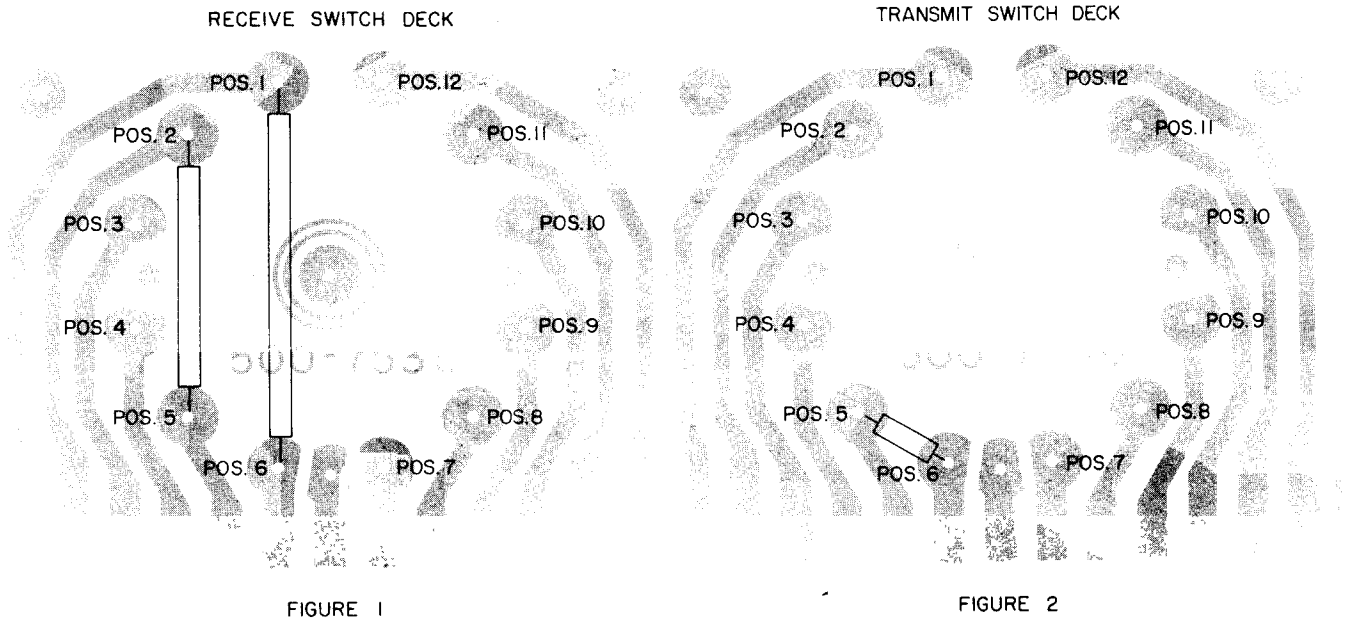 RECEIVE SWITCH DECK
POS. 1
POS. 12
POS. 2
POS. 11
POS. 3
POS. 10
POS. 4
POS. 9
POS. 5
POS. 8
POS. 6
POS. 7
FIGURE 1
TRANSMIT SWITCH DECK
POS. 1
POS. 12
POS. 2
POS. 11
POS. 3
POS. 10
POS. 4
POS. 9
POS. 5
POS. 8
POS. 6
POS. 7
FIGURE 2